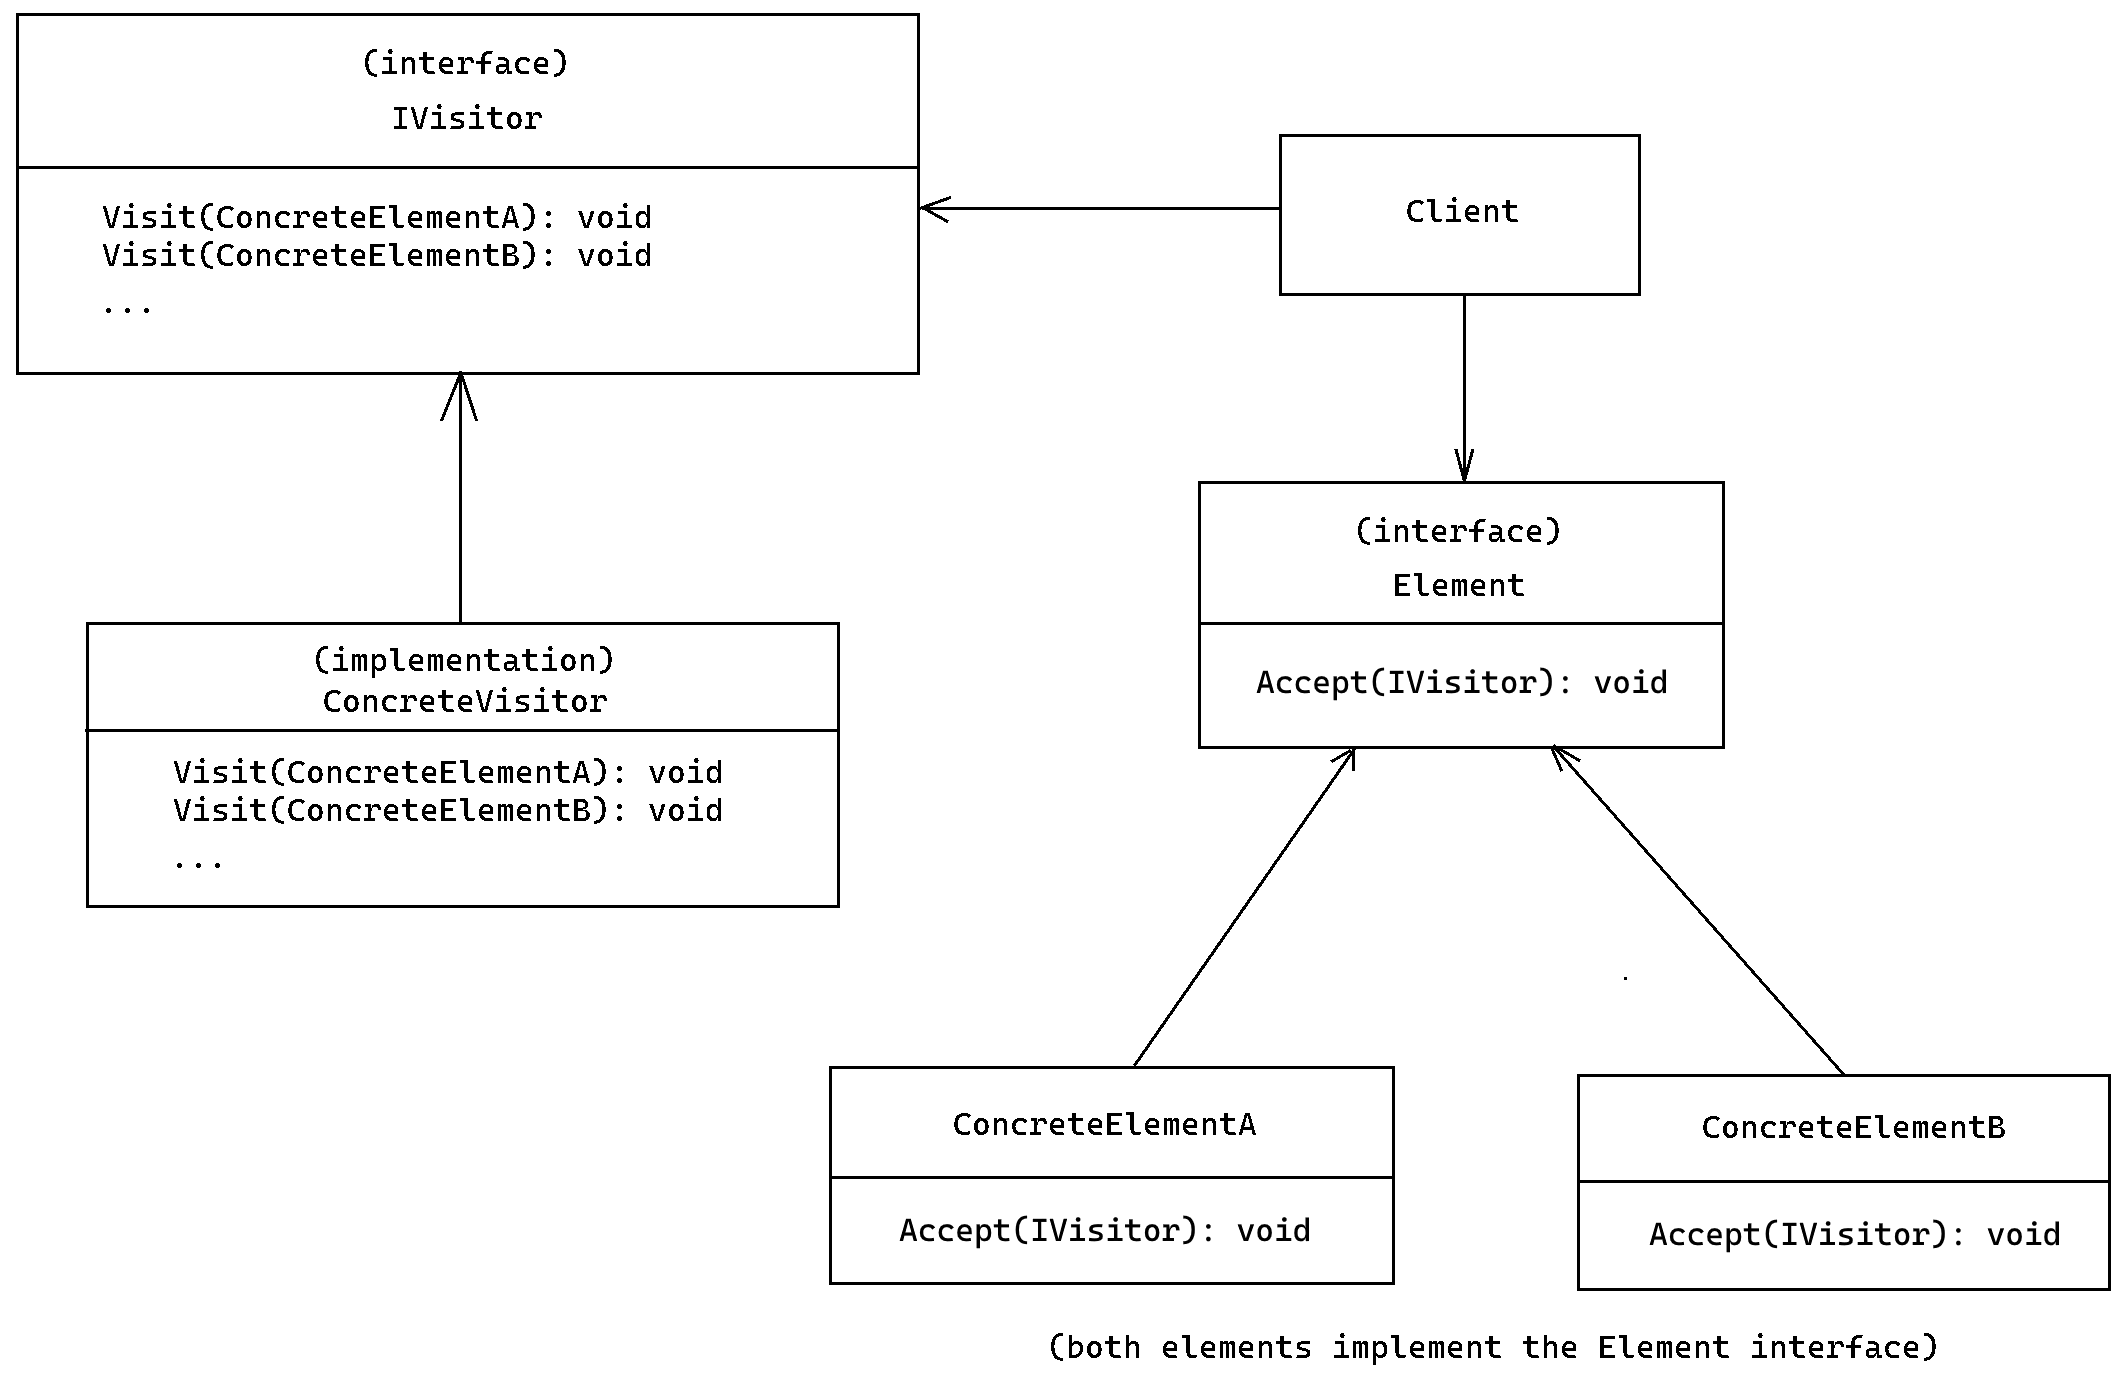 (interface)
IVisitor
Visit(ConcreteElementA): void
Visit(ConcreteElementB): void
...
Client
(interface)
Element
Accept(IVisitor): void
(implementation)
ConcreteVisitor
Visit(ConcreteElementA): void
Visit(ConcreteElementB): void
...
ConcreteElementA
Accept(IVisitor): void
ConcreteElementB
Accept(IVisitor): void
(both elements implement the Element interface)